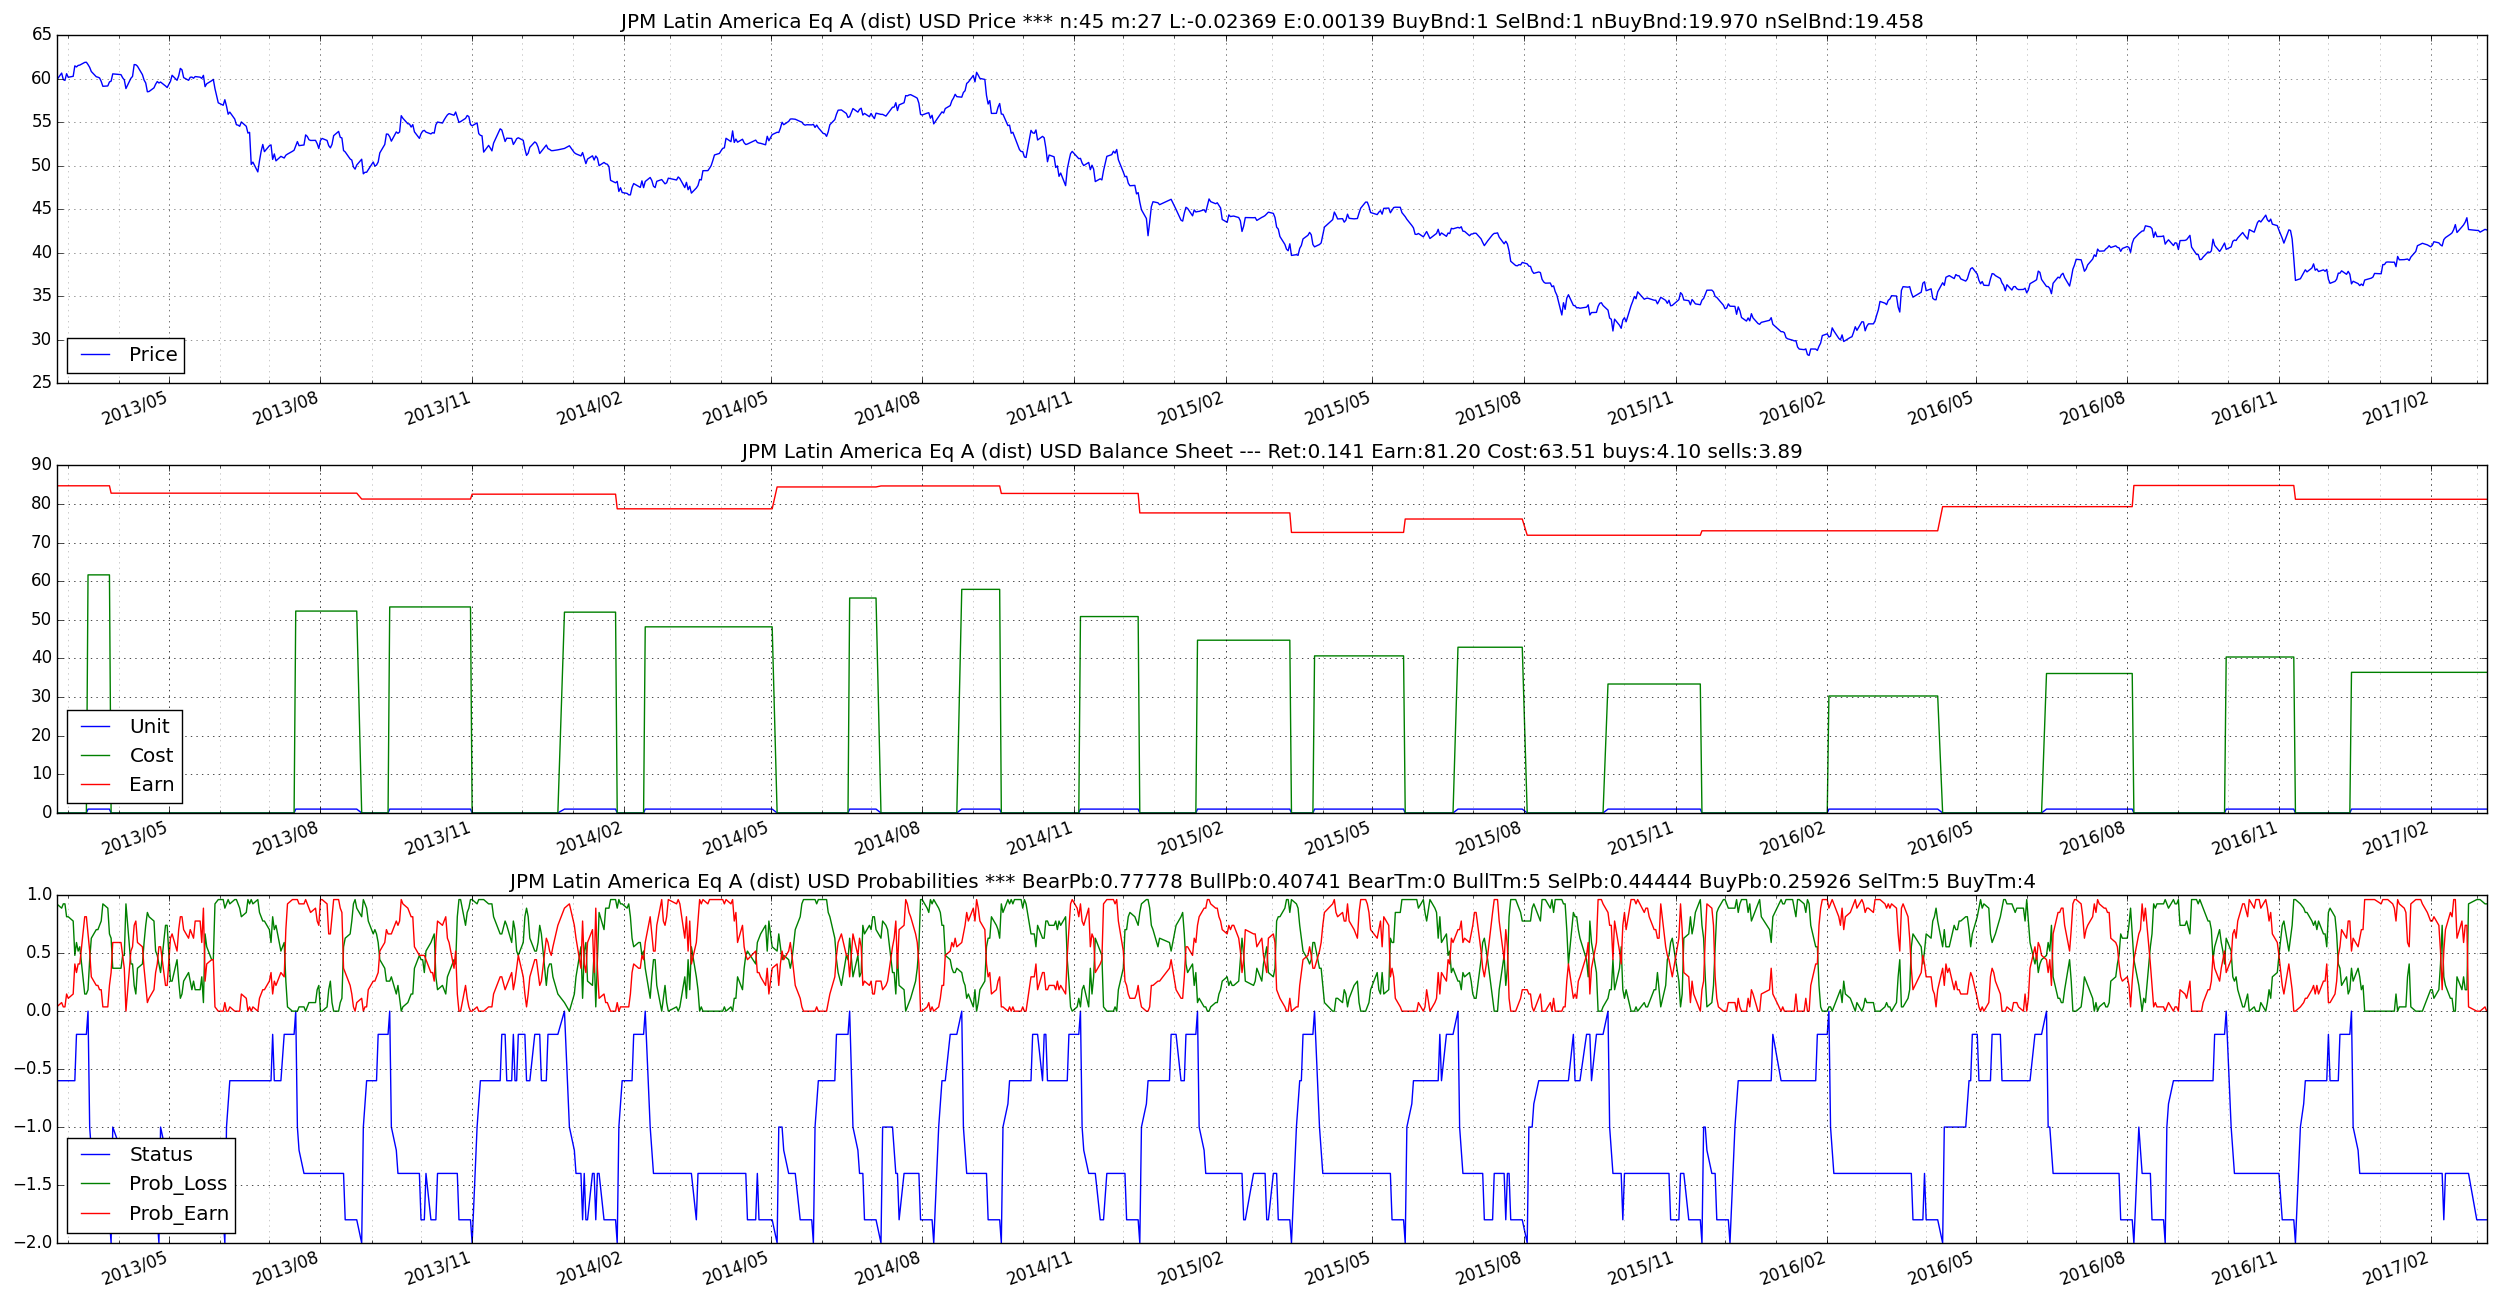 JPM Latin America Eq A (dist) USD Price *** n:45 m:27 L:-0.02369 E:0.00139 BuyBnd:1 SelBnd:1 nBuyBnd:19.970 nSelBnd:19.458
65
60
55
50
45
40
35
30
25
Price
2013/05 2013/08 2013/11 2014/02 2014/05 2014/08 2014/11 2015/02 2015/05 2015/08 2015/11 2016/02 2016/05 2016/08 2016/11 2017/02
JPM Latin America Eq A (dist) USD Balance Sheet --- Ret:0.141 Earn:81.20 Cost:63.51 buys:4.10 sells:3.89
90
80
70
60
50
40
30
20
10
0
Unit
Cost
Earn
2013/05 2013/08 2013/11 2014/02 2014/05 2014/08 2014/11 2015/02 2015/05 2015/08 2015/11 2016/02 2016/05 2016/08 2016/11 2017/02
JPM Latin America Eq A (dist) USD Probabilities *** BearPb:0.77778 BullPb:0.40741 BearTm:0 BullTm:5 SelPb:0.44444 BuyPb:0.25926 SelTm:5 BuyTm:4
1.0
0.5
0.0
−0.5
−1.0
−1.5
−2.0
Status
Prob_Loss
Prob_Earn
2013/05 2013/08 2013/11 2014/02 2014/05 2014/08 2014/11 2015/02 2015/05 2015/08 2015/11 2016/02 2016/05 2016/08 2016/11 2017/02